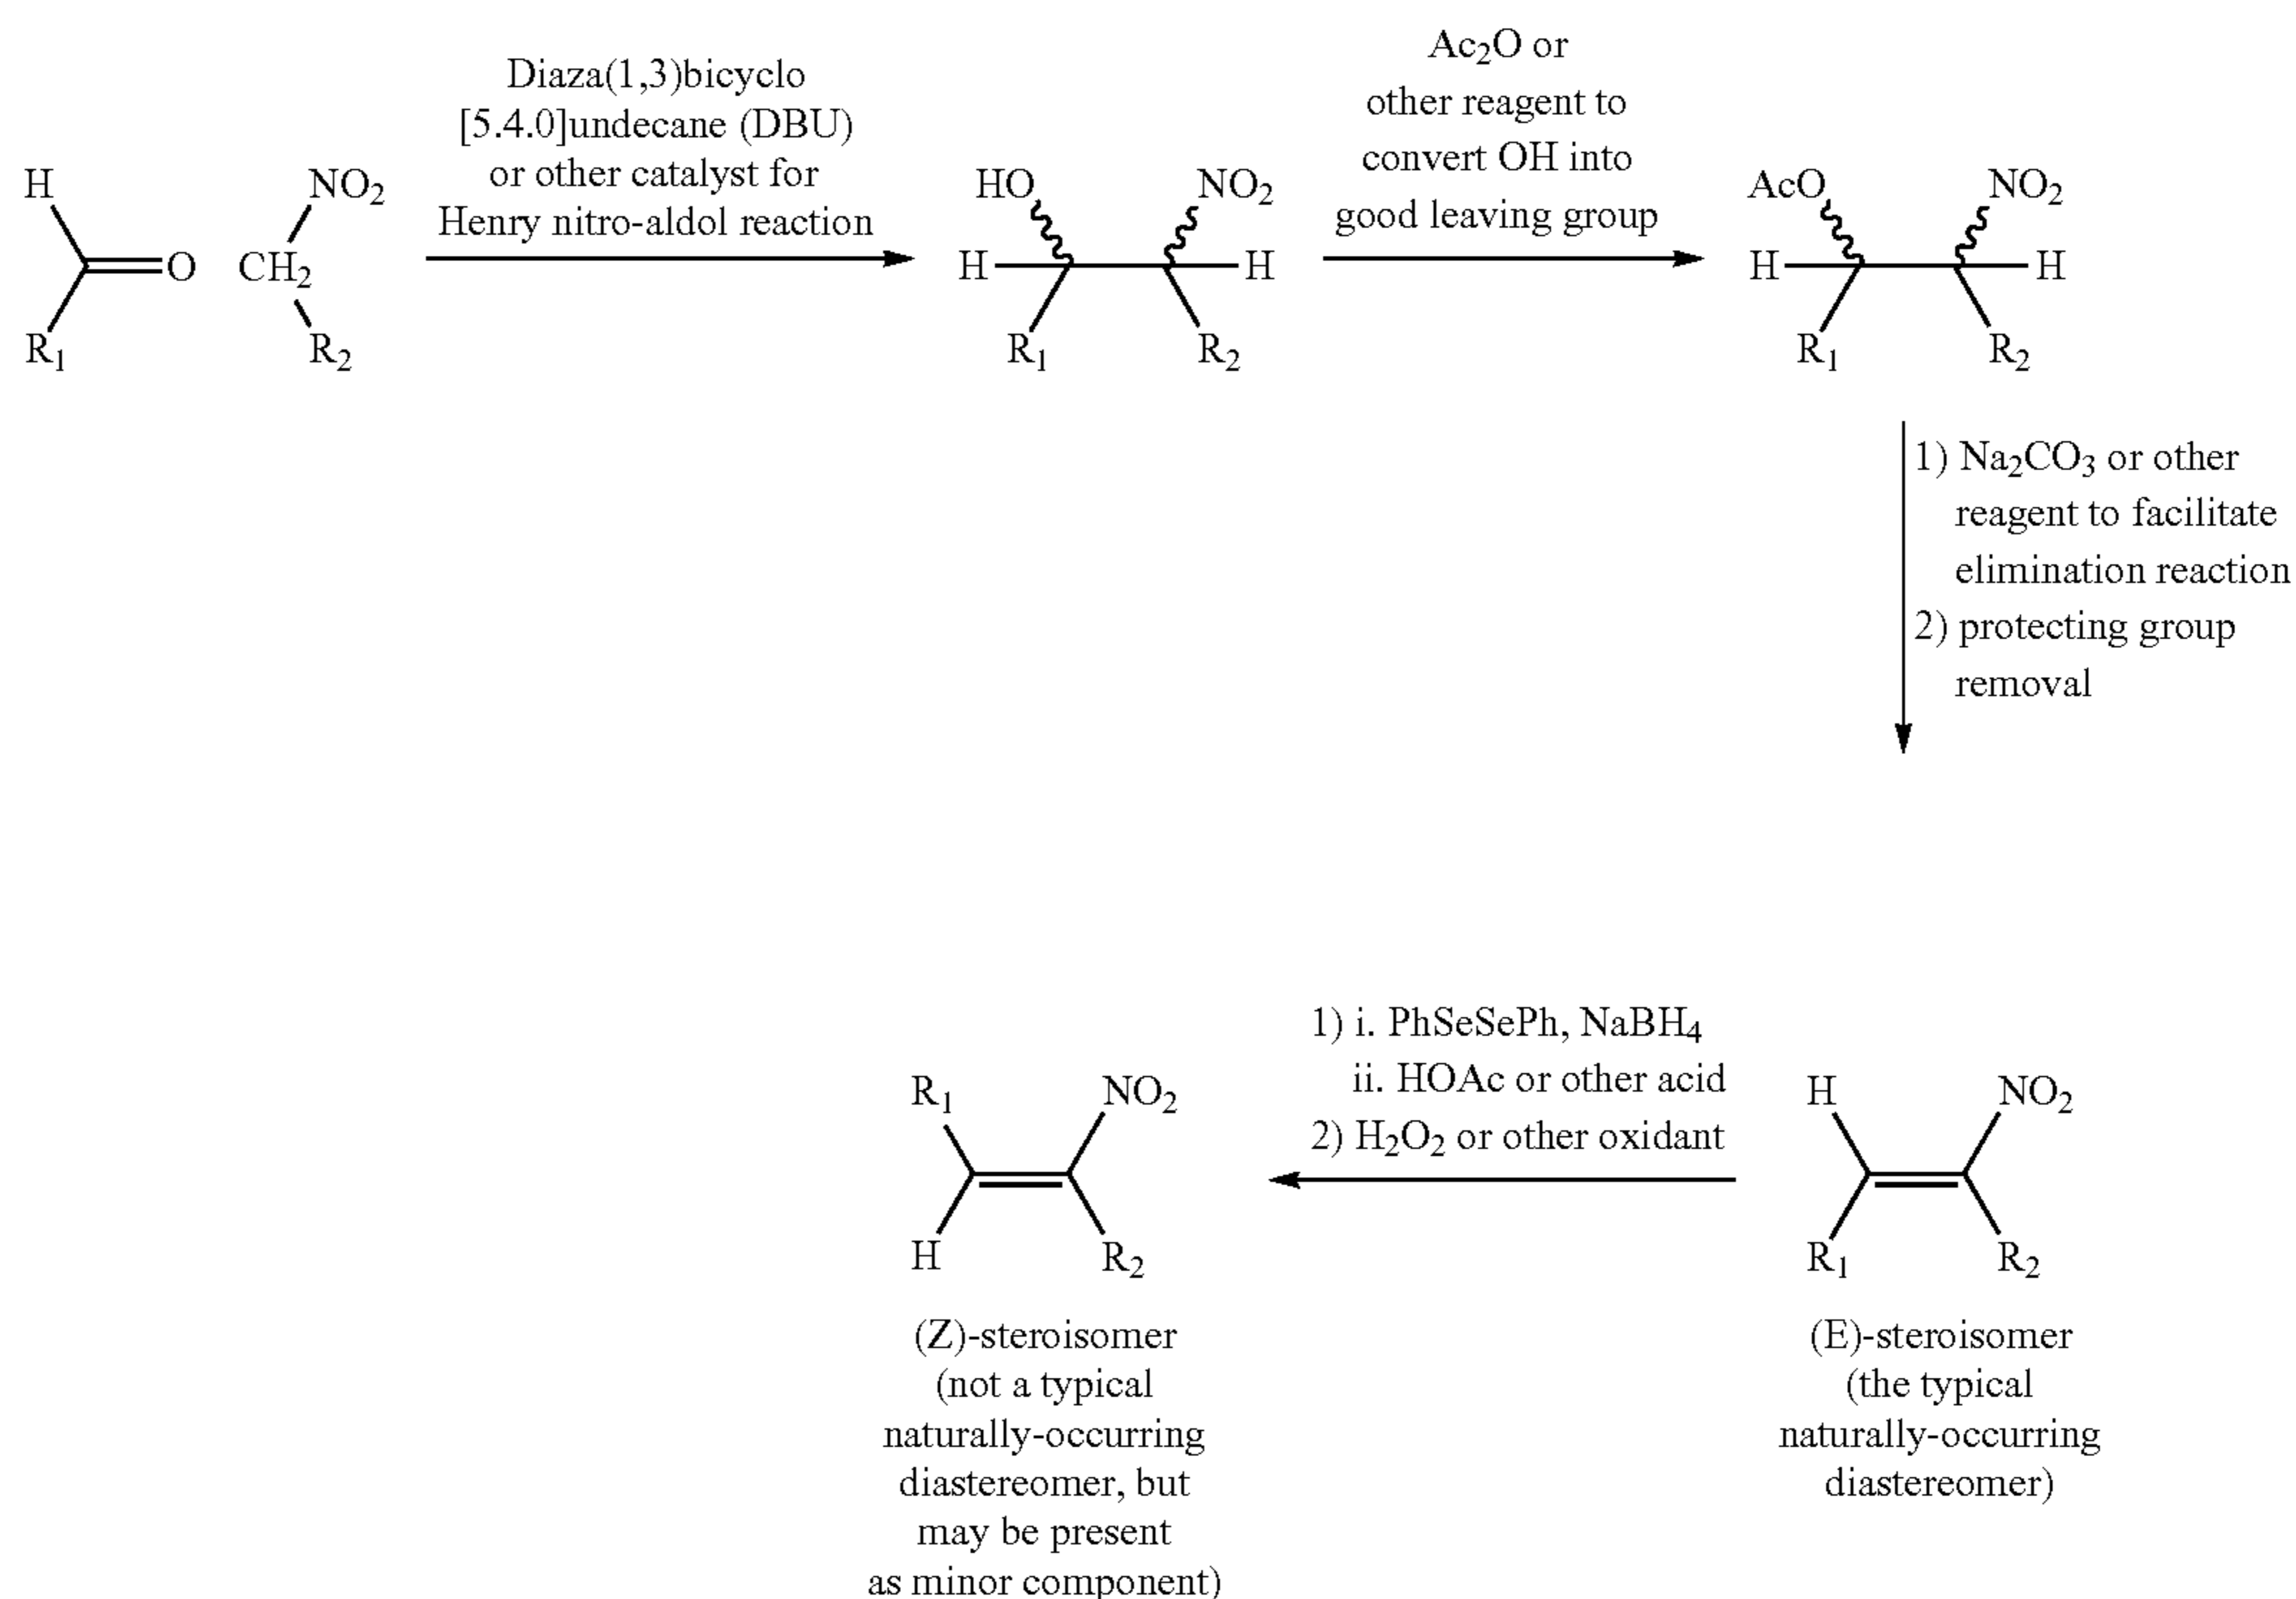 Diaza(1,3)bicyclo
[5.4.0]undecane (DBU)
or other catalyst for
Henry nitro-aldol reaction
Ac₂O or
other reagent to
convert OH into
good leaving group
H
NO₂
O
CH₂
R₁
R₂
HO
NO₂
H
H
R₁
R₂
AcO
NO₂
H
H
R₁
R₂
1) Na₂CO₃ or other
reagent to facilitate
elimination reaction
2) protecting group
removal
1) i. PhSeSePh, NaBH₄
ii. HOAc or other acid
2) H₂O₂ or other oxidant
R₁
NO₂
H
R₂
(Z)-steroisomer
(not a typical
naturally-occurring
diastereomer, but
may be present
as minor component)
H
NO₂
R₁
R₂
(E)-steroisomer
(the typical
naturally-occurring
diastereomer)